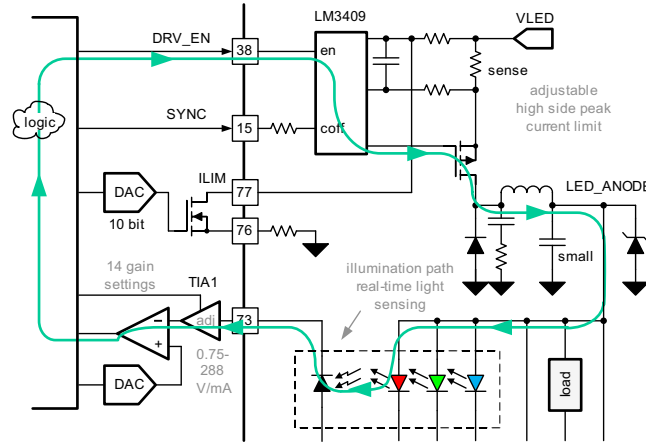 LM3409
VLED
DRV_EN
38
en
sense
adjustable
high side peak
current limit
logic
SYNC
15
coff
ILIM
77
DAC
10 bit
76
LED_ANODE
small
14 gain
settings
TIA1
illumination path
real-time light
sensing
73
adj
−
+
0.75-
288
V/mA
DAC
load